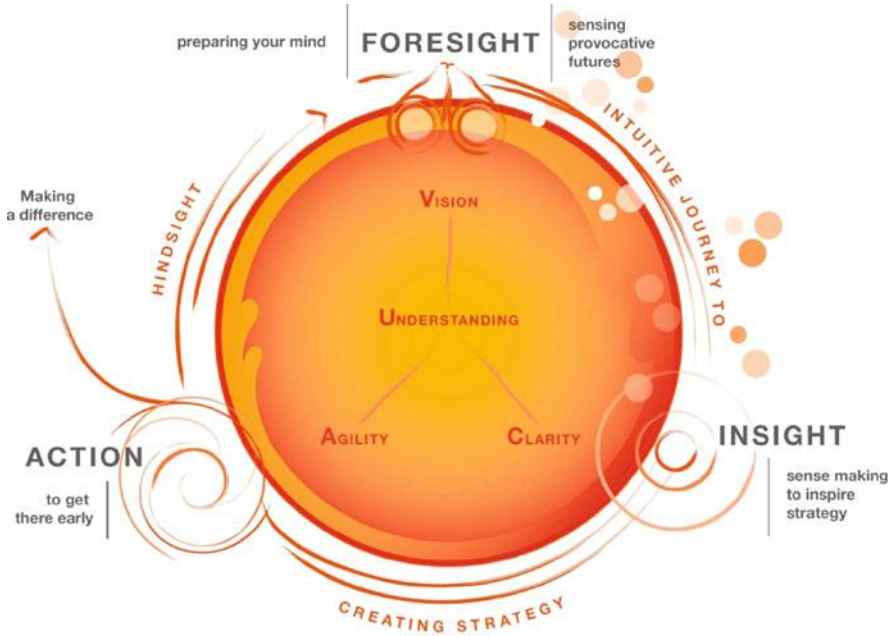 preparing your mind
FORESIGHT
sensing
provocative
futures
INTUITIVE JOURNEY TO
HINDSIGHT
Making
a difference
VISION
UNDERSTANDING
AGILITY
CLARITY
ACTION
to get
there early
INSIGHT
sense making
to inspire
strategy
CREATING STRATEGY